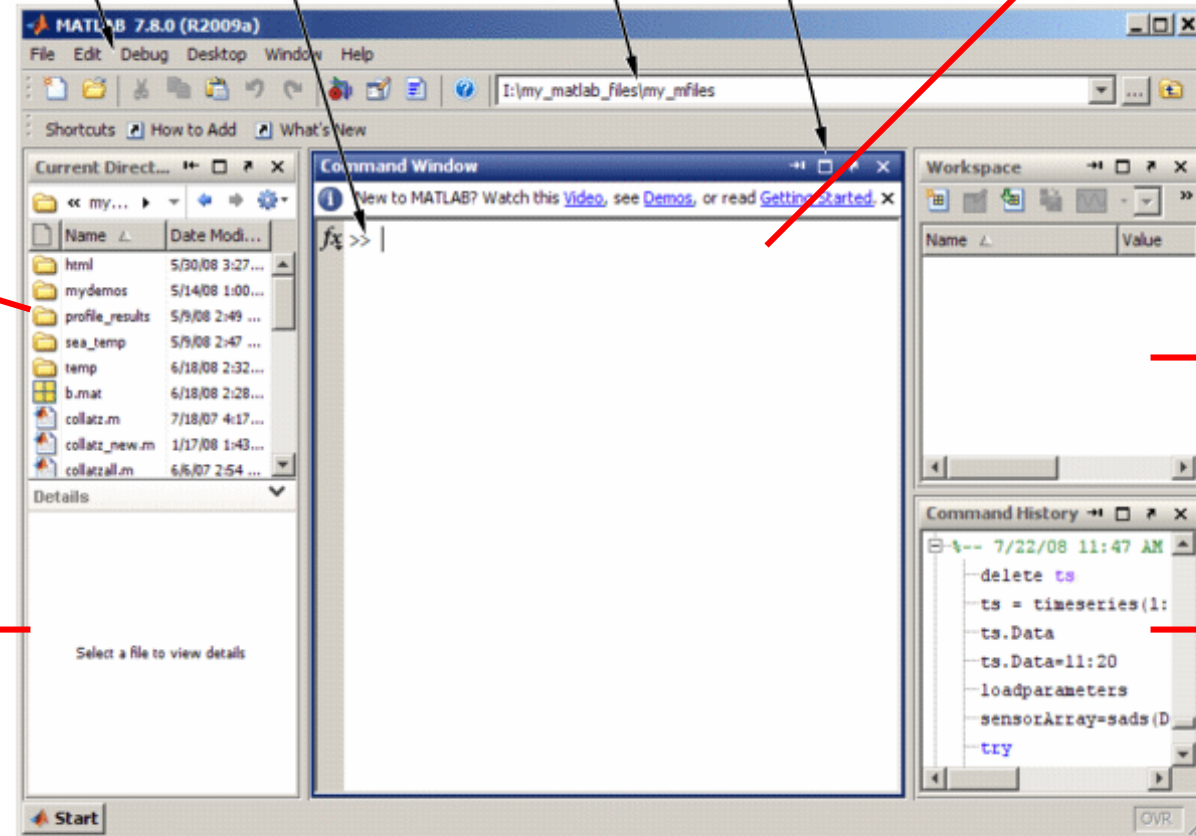 MATLAB 7.8.0 (R2009a)
File Edit Debug Desktop Window Help
I:\my_matlab_files\my_mfiles
...
Shortcuts How to Add What's New
Current Direct...
« my...
Name Date Modi...
html 5/30/08 3:27...
mydemos 5/14/08 1:00...
profile_results 5/9/08 2:49 ...
sea_temp 5/9/08 2:47 ...
temp 6/18/08 2:32...
b.mat 6/18/08 2:28...
collatz.m 7/18/07 4:17...
collatz_new.m 1/17/08 1:43...
collatzall.m 6/6/07 2:54 ...
Details
Select a file to view details
Command Window
New to MATLAB? Watch this Video, see Demos, or read Getting Started.
fx >>
Workspace
»
Name Value
Command History
%-- 7/22/08 11:47 AM
delete ts
ts = timeseries(1:
ts.Data
ts.Data=11:20
loadparameters
sensorArray=sads(D
try
Start
OVR